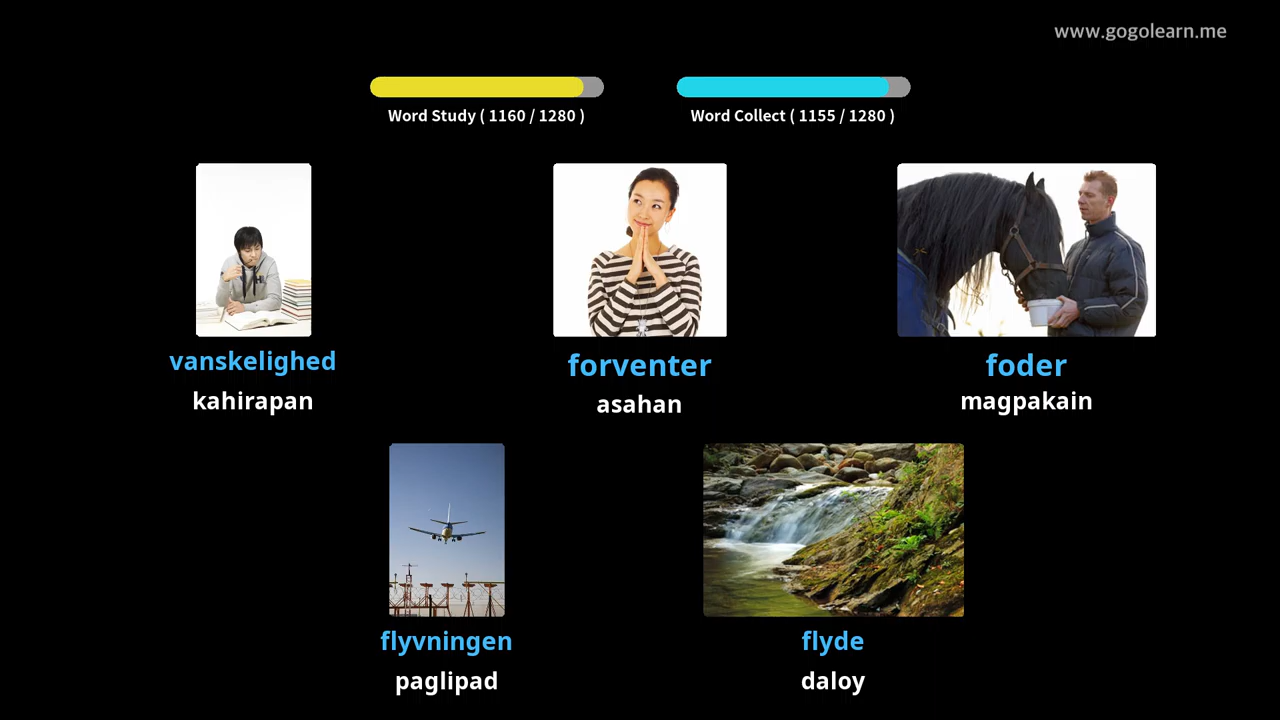 www.gogolearn.me
Word Study ( 1160 / 1280 )
Word Collect ( 1155 / 1280 )
vanskelighed
kahirapan
forventer
asahan
foder
magpakain
flyvningen
paglipad
flyde
daloy